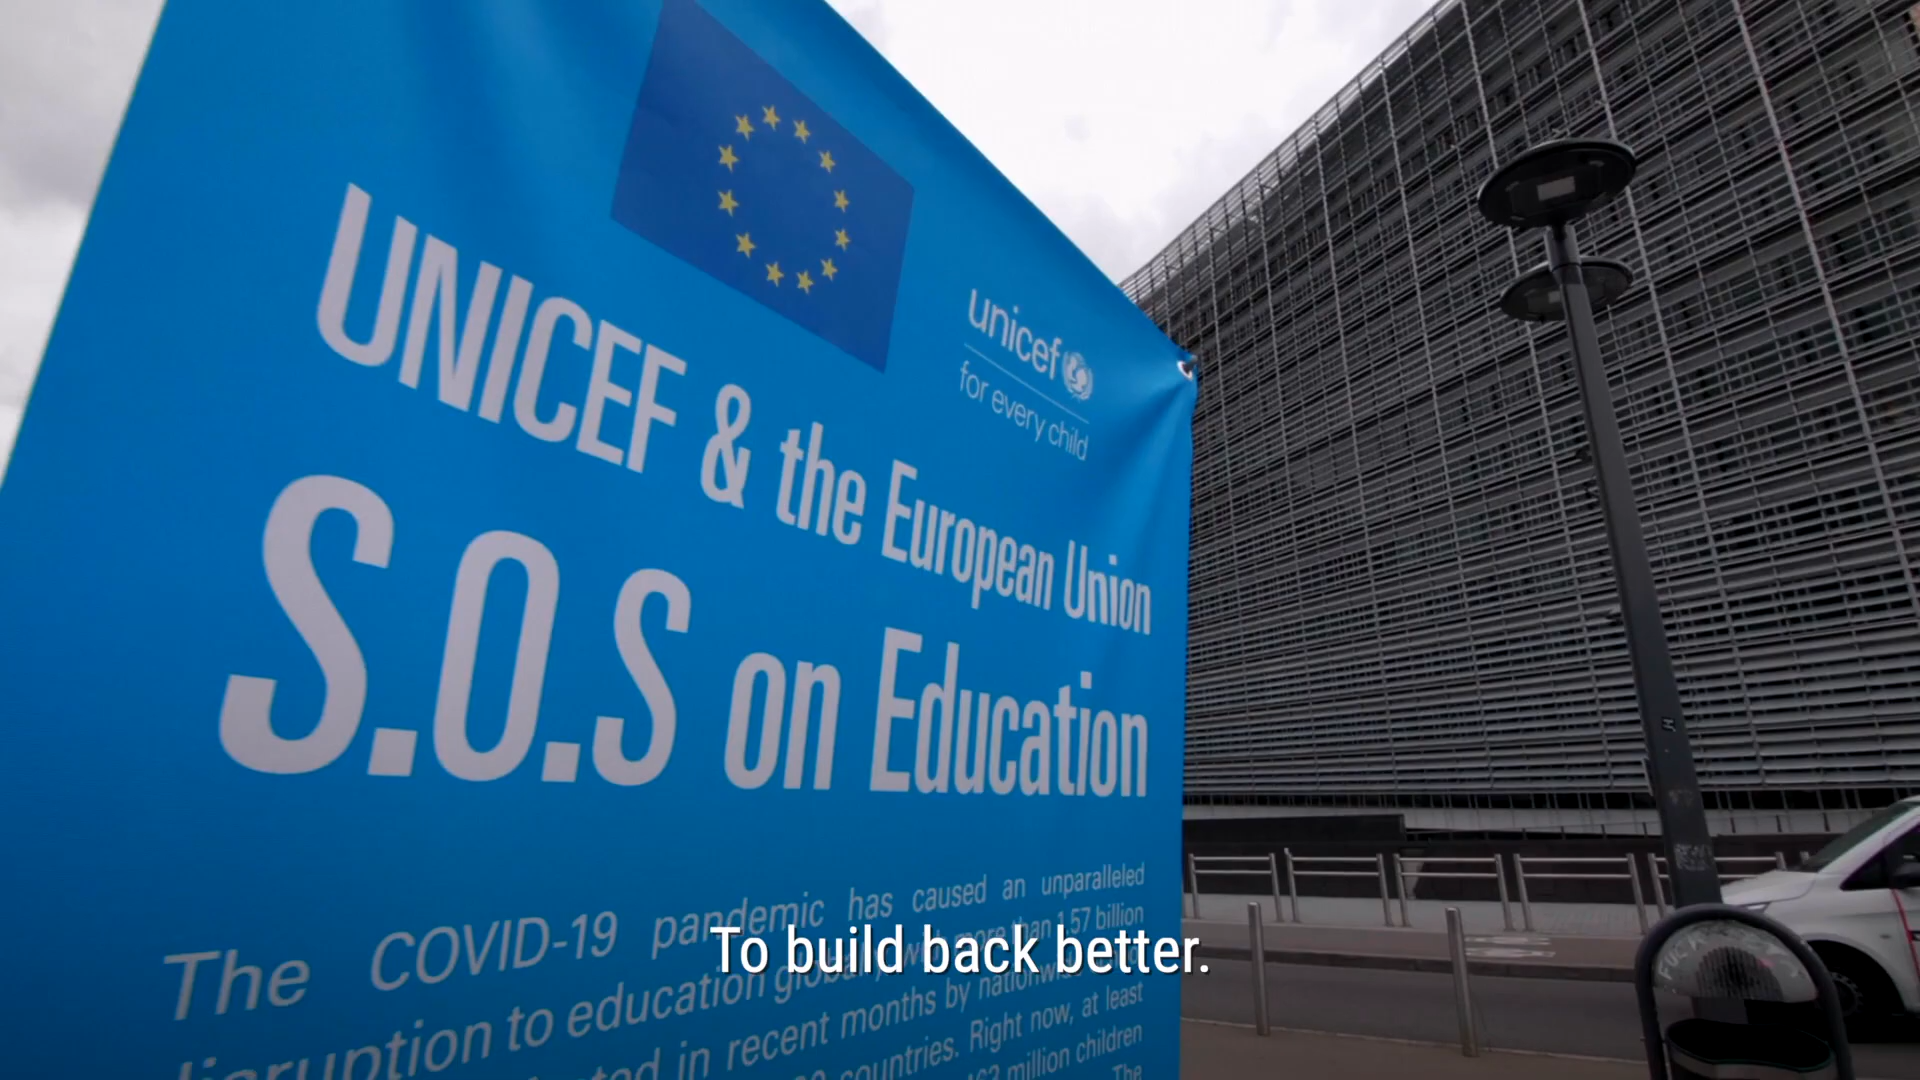 unicef
for every child
UNICEF & the European Union
S.O.S on Education
The COVID-19 pandemic has caused an unparalleled
disruption to education globally more than 1.57 billion
in recent months by
countries. Right now, at least
million children
The
To build back better.